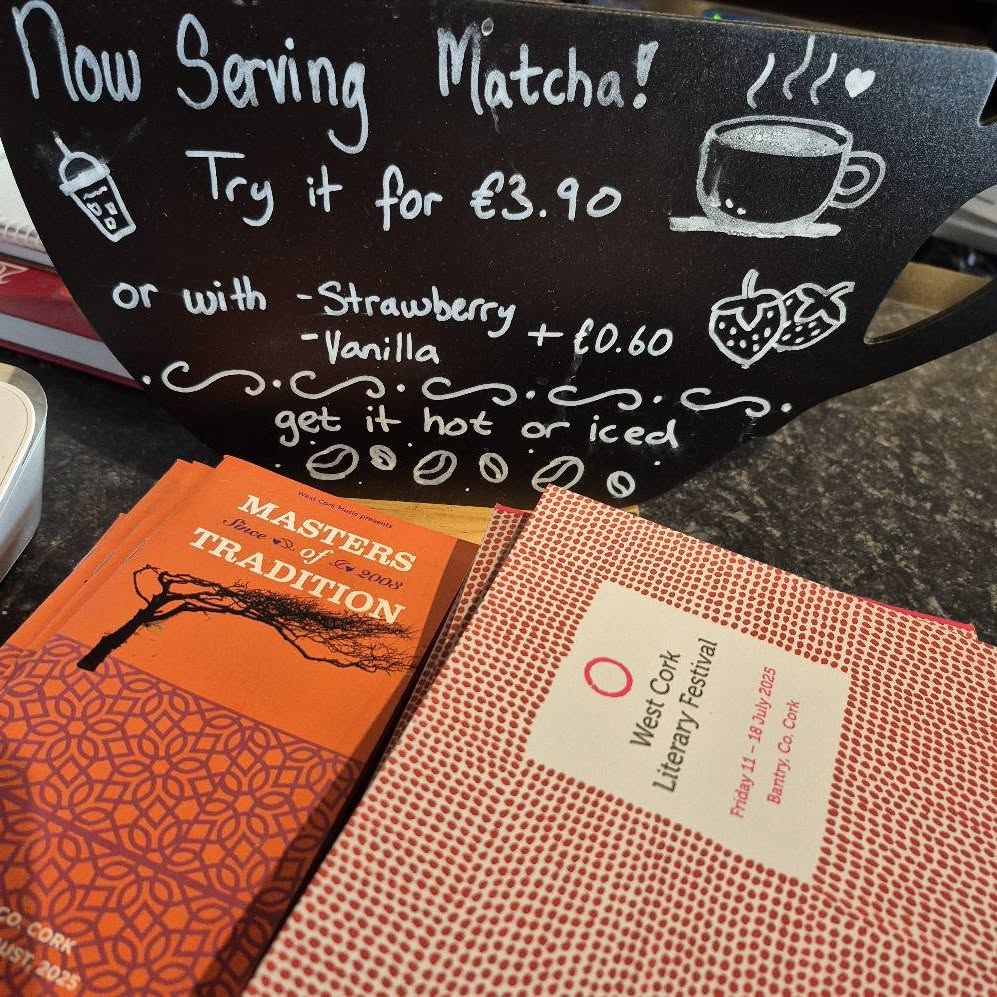 Now Serving Matcha!
Try it for €3.90
or with - Strawberry
- Vanilla
+ €0.60
get it hot or iced
West Cork Music presents
MASTERS
Since of 2003
TRADITION
CO. CORK
UST 2025
West Cork
Literary Festival
Friday 11 – 18 July 2025
Bantry, Co. Cork